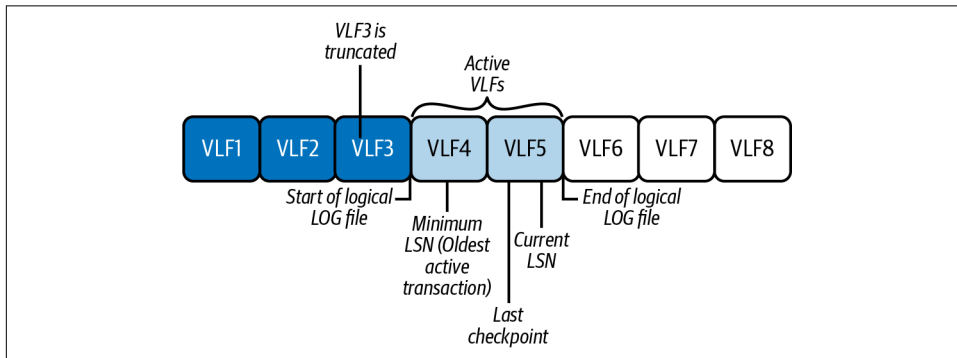 VLF3 is
truncated
Active
VLFs
VLF1 VLF2 VLF3 VLF4 VLF5 VLF6 VLF7 VLF8
Start of logical
LOG file
Minimum
LSN (Oldest
active
transaction)
Last
checkpoint
Current
LSN
End of logical
LOG file